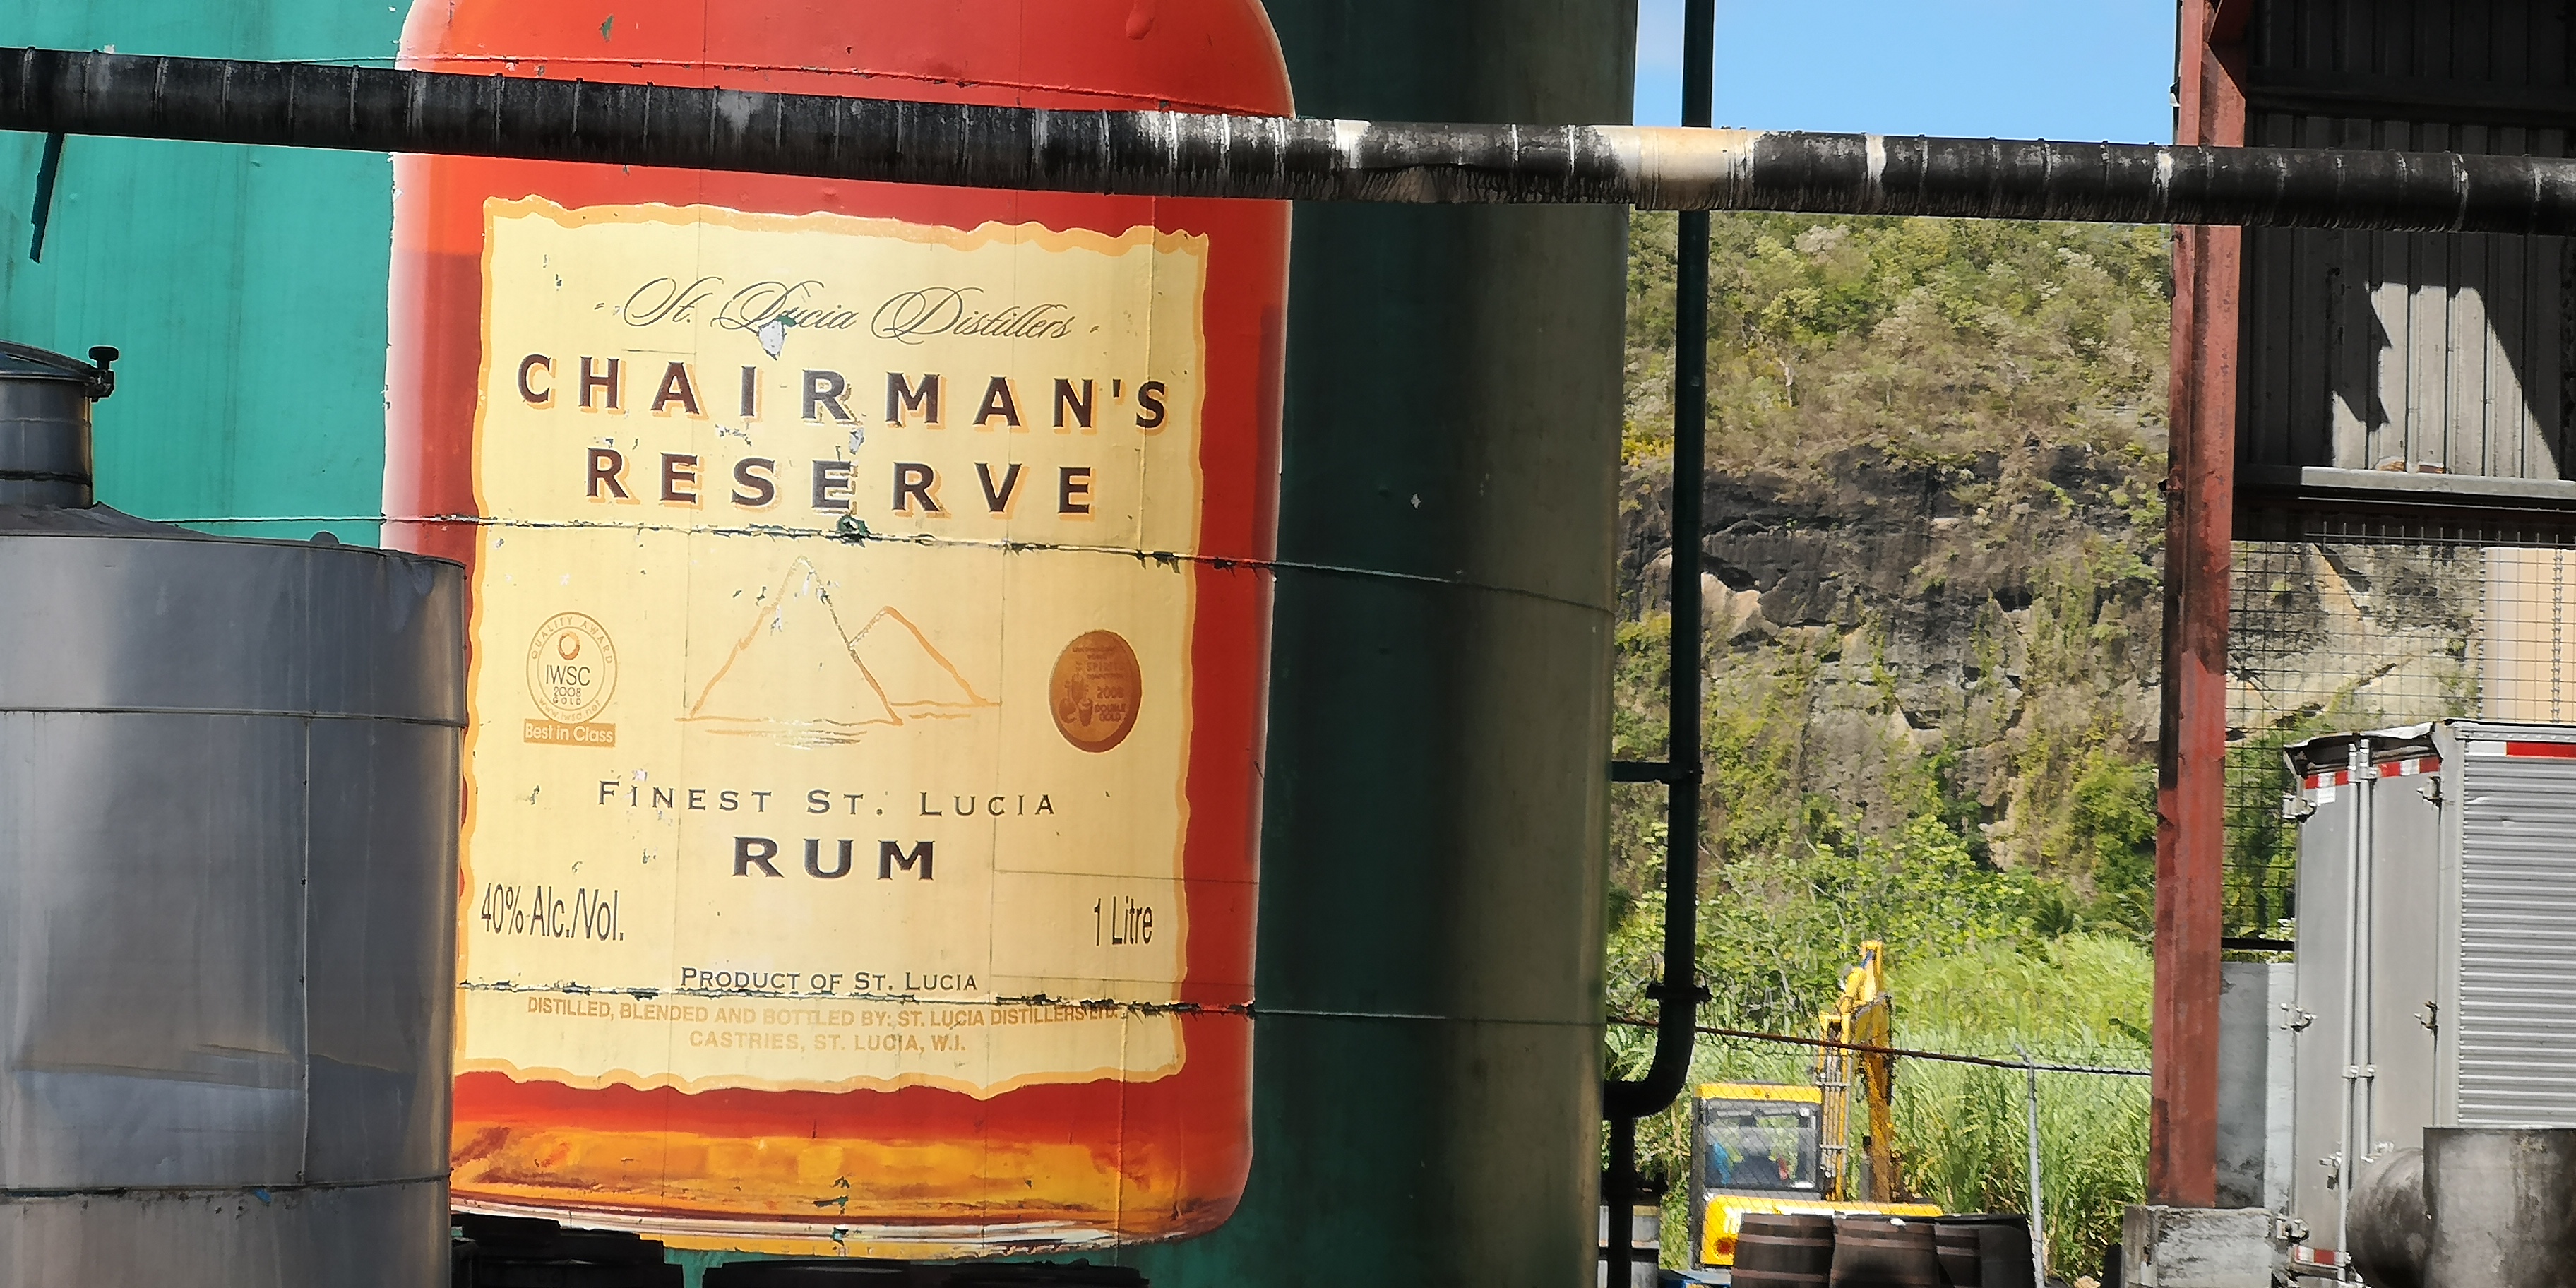 St. Lucia Distillers
CHAIRMAN'S
RESERVE
QUALITY AWARD
IWSC
2008
GOLD
www.iwsc.net
Best in Class
SPIRITS
2008
DOUBLE
GOLD
FINEST ST. LUCIA
RUM
40% Alc./Vol.
1 Litre
PRODUCT OF ST. LUCIA
DISTILLED, BLENDED AND BOTTLED BY: ST. LUCIA DISTILLERS LTD.
CASTRIES, ST. LUCIA, W.I.